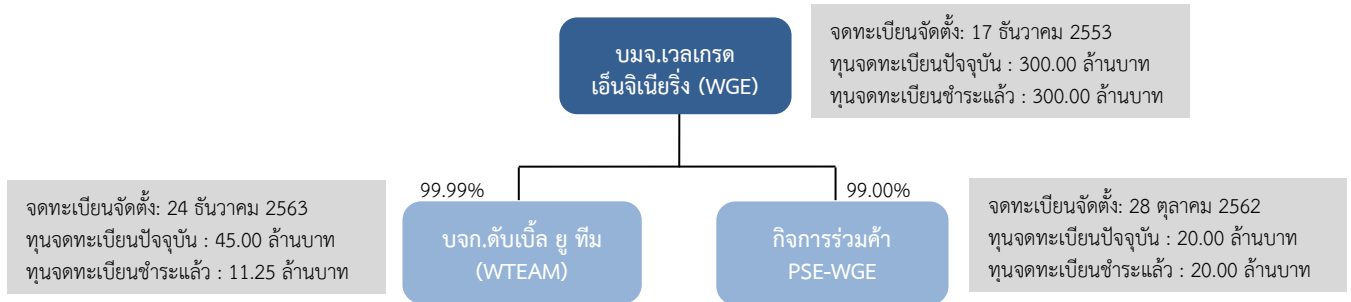 บมจ.เวลเกรด
เอ็นจิเนียริ่ง (WGE)
จดทะเบียนจัดตั้ง: 17 ธันวาคม 2553
ทุนจดทะเบียนปัจจุบัน : 300.00 ล้านบาท
ทุนจดทะเบียนชำระแล้ว : 300.00 ล้านบาท
99.99%
99.00%
จดทะเบียนจัดตั้ง: 24 ธันวาคม 2563
ทุนจดทะเบียนปัจจุบัน : 45.00 ล้านบาท
ทุนจดทะเบียนชำระแล้ว : 11.25 ล้านบาท
บจก.ดับเบิ้ล ยู ทีม
(WTEAM)
กิจการร่วมค้า
PSE-WGE
จดทะเบียนจัดตั้ง: 28 ตุลาคม 2562
ทุนจดทะเบียนปัจจุบัน : 20.00 ล้านบาท
ทุนจดทะเบียนชำระแล้ว : 20.00 ล้านบาท